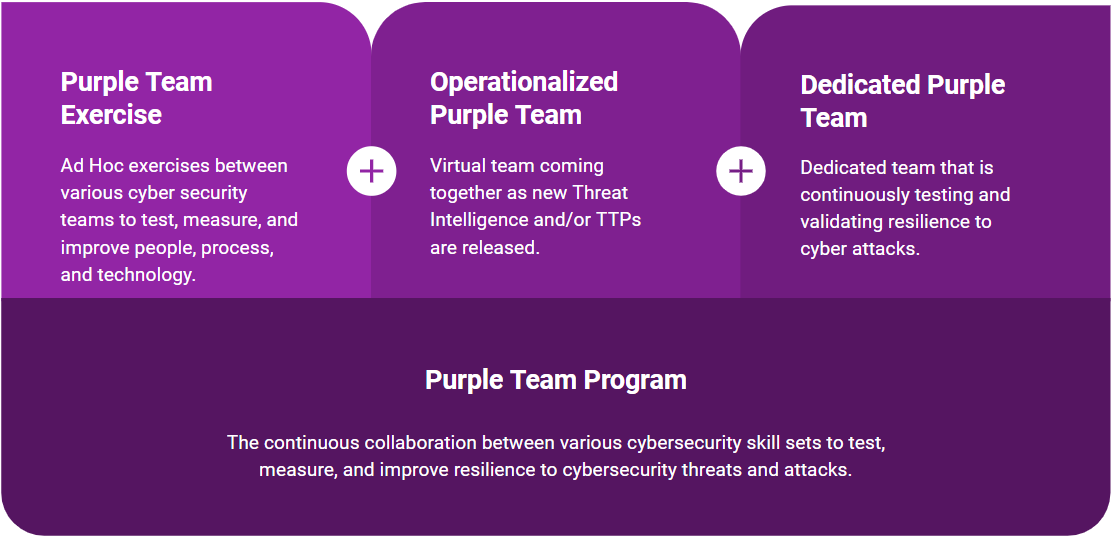 Purple Team
Exercise
Ad Hoc exercises between
various cyber security
teams to test, measure, and
improve people, process,
and technology.
Operationalized
Purple Team
Virtual team coming
together as new Threat
Intelligence and/or TTPs
are released.
Dedicated Purple
Team
Dedicated team that is
continuously testing and
validating resilience to
cyber attacks.
Purple Team Program
The continuous collaboration between various cybersecurity skill sets to test,
measure, and improve resilience to cybersecurity threats and attacks.